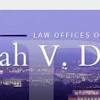 LAW OFFICES O
ah V. D